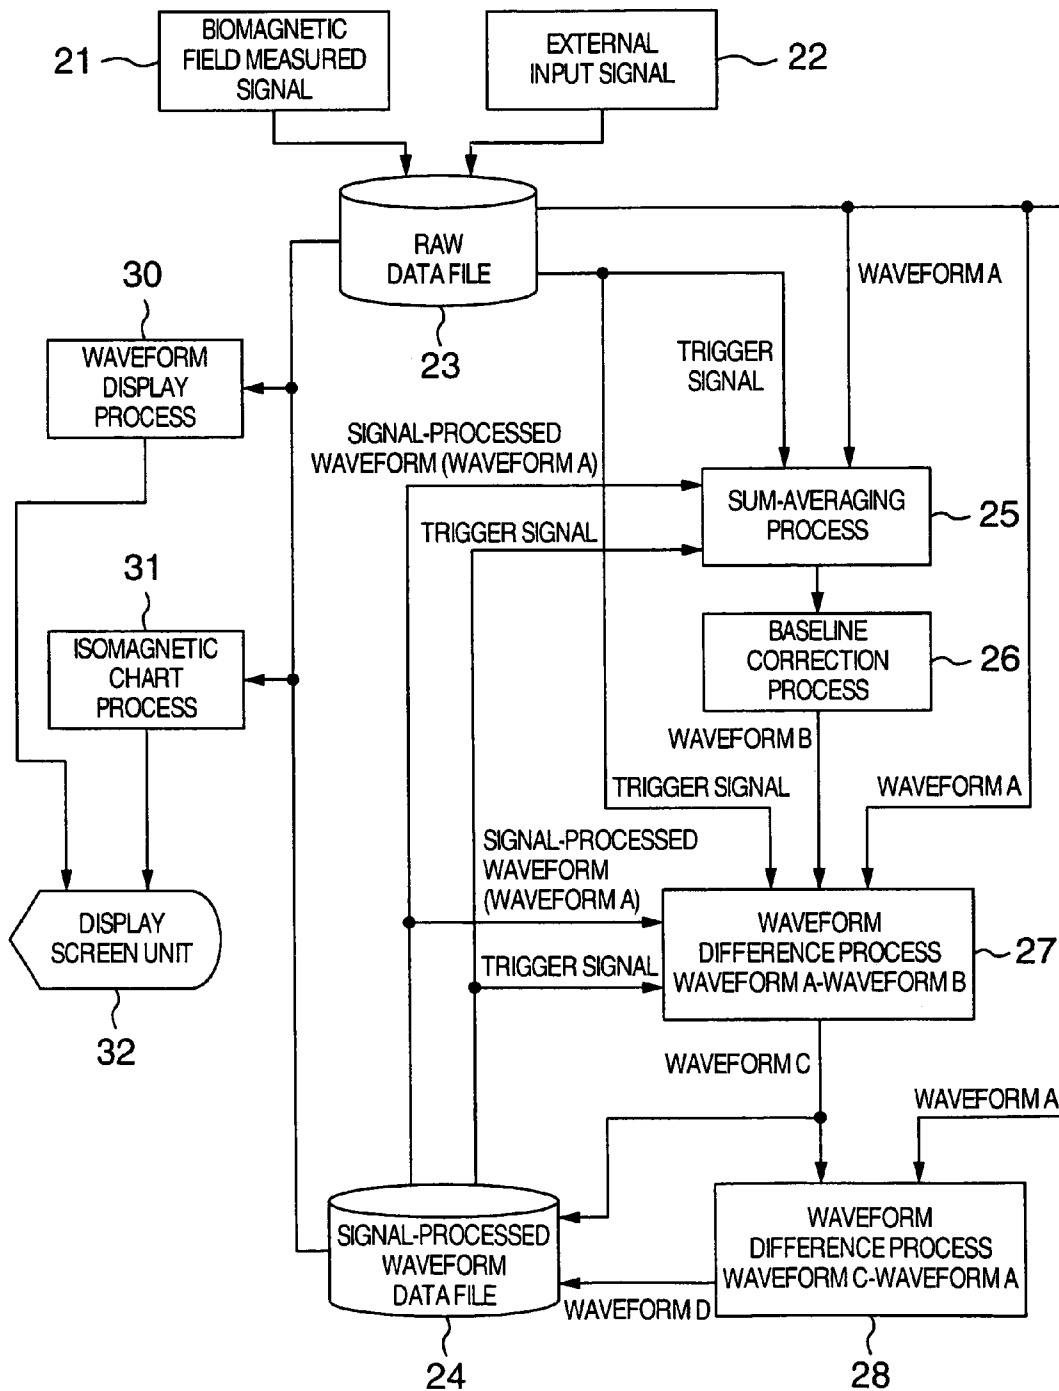 BIOMAGNETIC
FIELD MEASURED
SIGNAL
21
EXTERNAL
INPUT SIGNAL
22
RAW
DATA FILE
23
WAVEFORM A
30
WAVEFORM
DISPLAY
PROCESS
TRIGGER
SIGNAL
SIGNAL-PROCESSED
WAVEFORM (WAVEFORM A)
SUM-AVERAGING
PROCESS
25
TRIGGER SIGNAL
31
ISOMAGNETIC
CHART
PROCESS
BASELINE
CORRECTION
PROCESS
26
WAVEFORM B
TRIGGER SIGNAL
WAVEFORM A
SIGNAL-PROCESSED
WAVEFORM
(WAVEFORM A)
DISPLAY
SCREEN UNIT
32
WAVEFORM
DIFFERENCE PROCESS
WAVEFORM A-WAVEFORM B
27
TRIGGER SIGNAL
WAVEFORM C
WAVEFORM A
SIGNAL-PROCESSED
WAVEFORM
DATA FILE
24
WAVEFORM
DIFFERENCE PROCESS
WAVEFORM C-WAVEFORM A
28
WAVEFORM D